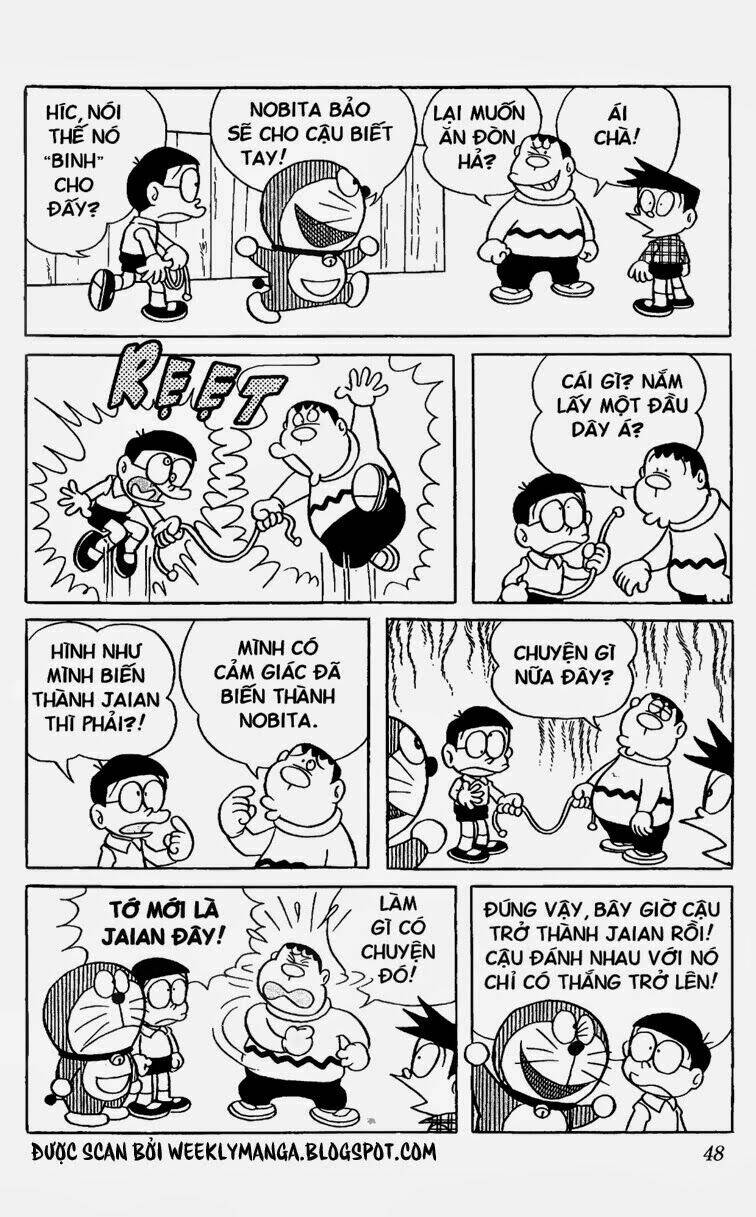 HÍC, NÓI
THẾ NÓ
"BINH"
CHO
ĐẤY?
NOBITA BẢO
SẼ CHO CẬU BIẾT
TAY!
LẠI MUỐN
ĂN ĐÒN
HẢ?
ÁI
CHÀ!
KẸẸT
CÁI GÌ? NẮM
LẤY MỘT ĐẦU
DÂY Á?
HÌNH NHƯ
MÌNH BIẾN
THÀNH JAIAN
THÌ PHẢI?!
MÌNH CÓ
CẢM GIÁC ĐÃ
BIẾN THÀNH
NOBITA.
CHUYỆN GÌ
NỮA ĐÂY?
TỚ MỚI LÀ
JAIAN ĐÂY!
LÀM
GÌ CÓ
CHUYỆN
ĐÓ!
ĐÚNG VẬY, BÂY GIỜ CẬU
TRỞ THÀNH JAIAN RỒI!
CẬU ĐÁNH NHAU VỚI NÓ
CHỈ CÓ THẮNG TRỞ LÊN!
ĐƯỢC SCAN BỞI WEEKLYMANGA.BLOGSPOT.COM
48